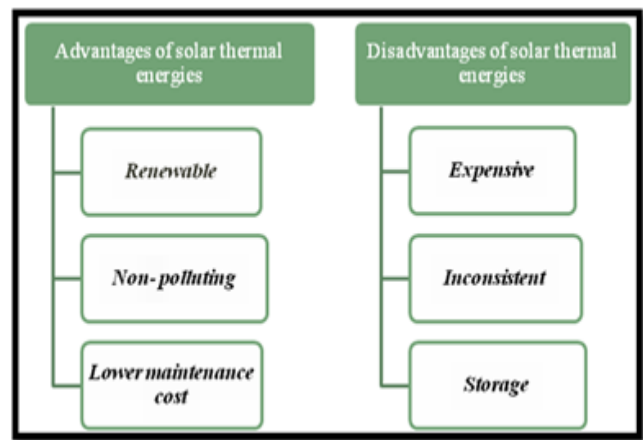 Advantages of solar thermal
energies
Renewable
Non- polluting
Lower maintenance
cost
Disadvantages of solar thermal
energies
Expensive
Inconsistent
Storage